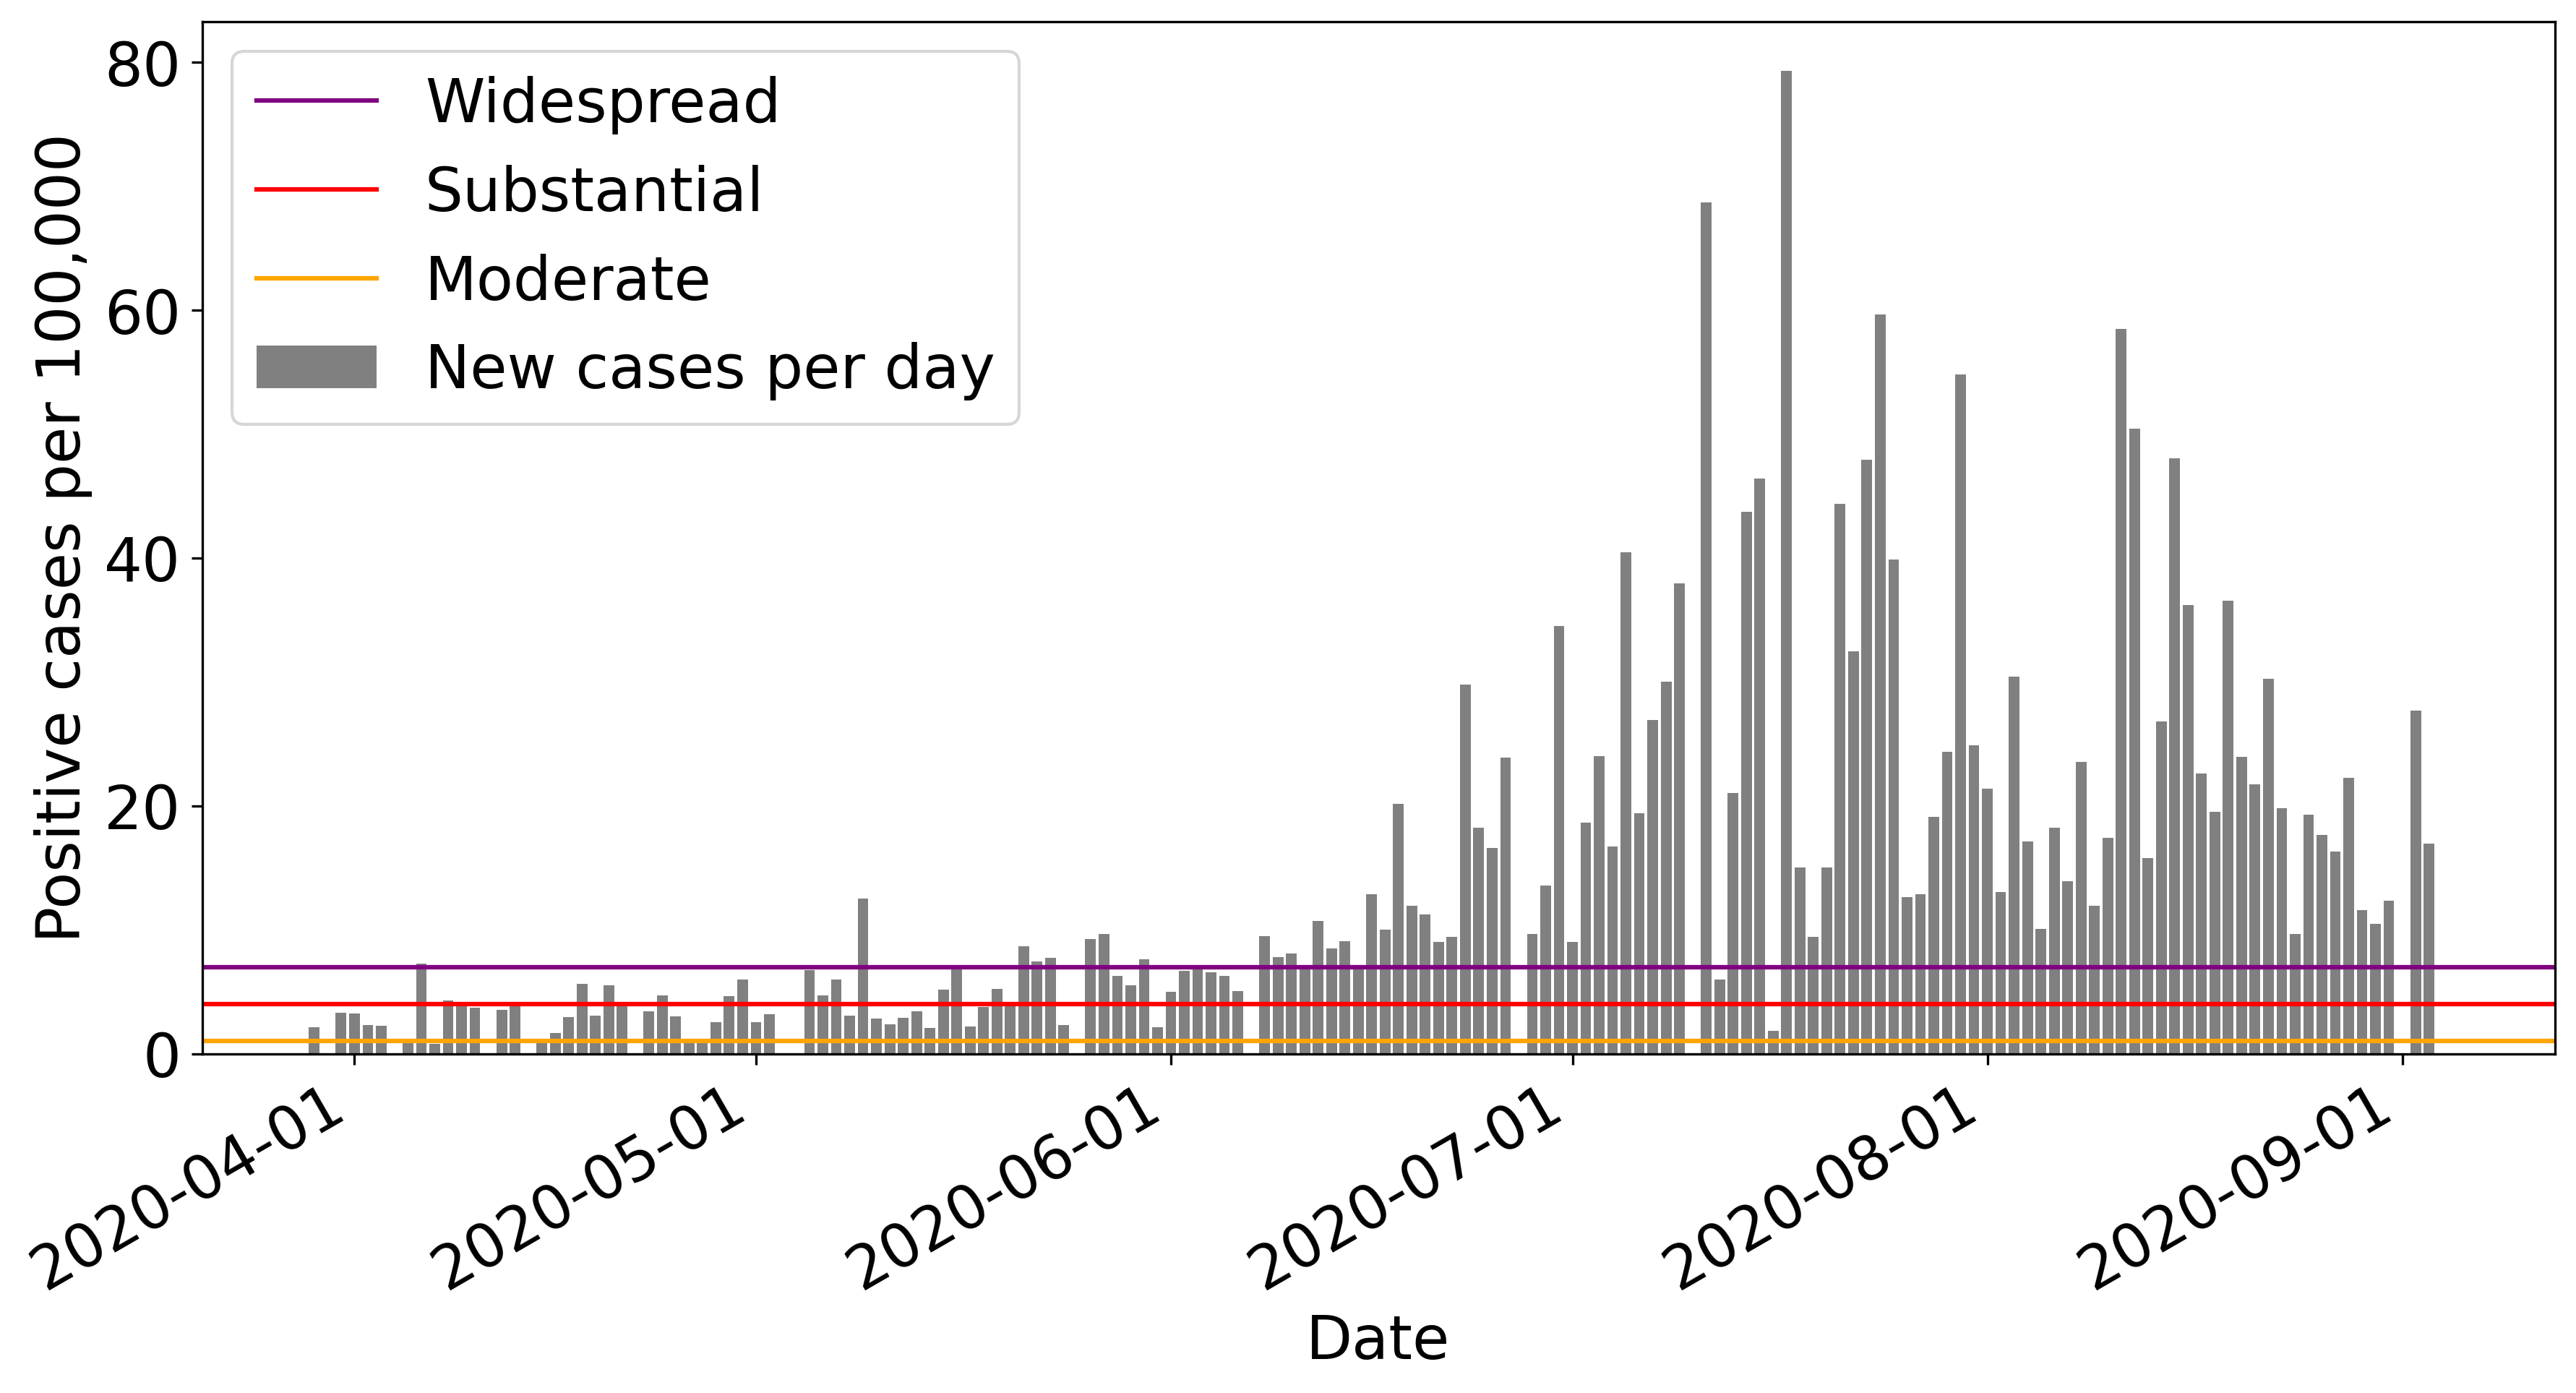 Widespread
Substantial
Moderate
New cases per day
Positive cases per 100,000
80
60
40
20
0
2020-04-01
2020-05-01
2020-06-01
2020-07-01
2020-08-01
2020-09-01
Date